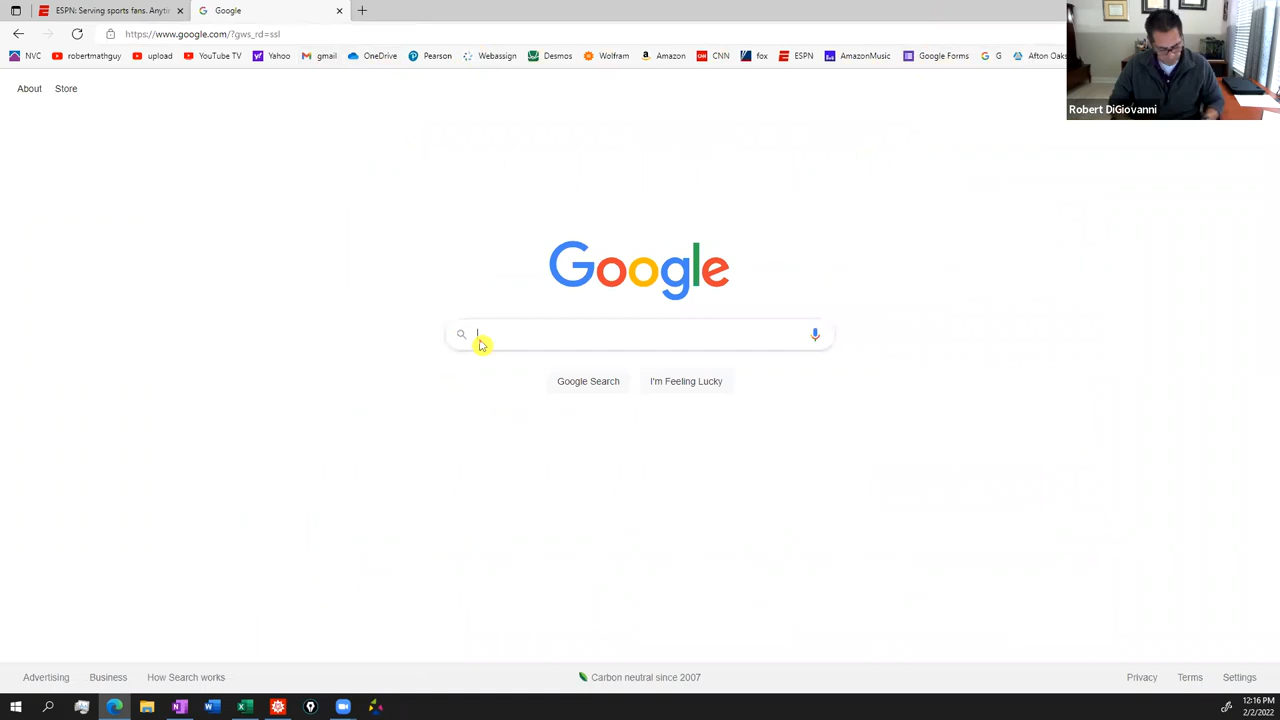 ESPN: Serving sports fans. Anyti
Google
https://www.google.com/?gws_rd=ssl
NVC
robertmathguy
upload
YouTube TV
Yahoo
gmail
OneDrive
Pearson
Webassign
Desmos
Wolfram
Amazon
CNN
fox
ESPN
AmazonMusic
Google Forms
G
Afton Oaks
About
Store
Robert DiGiovanni
Google
Google Search
I'm Feeling Lucky
Advertising
Business
How Search works
Carbon neutral since 2007
Privacy
Terms
Settings
12:16 PM
2/2/2022